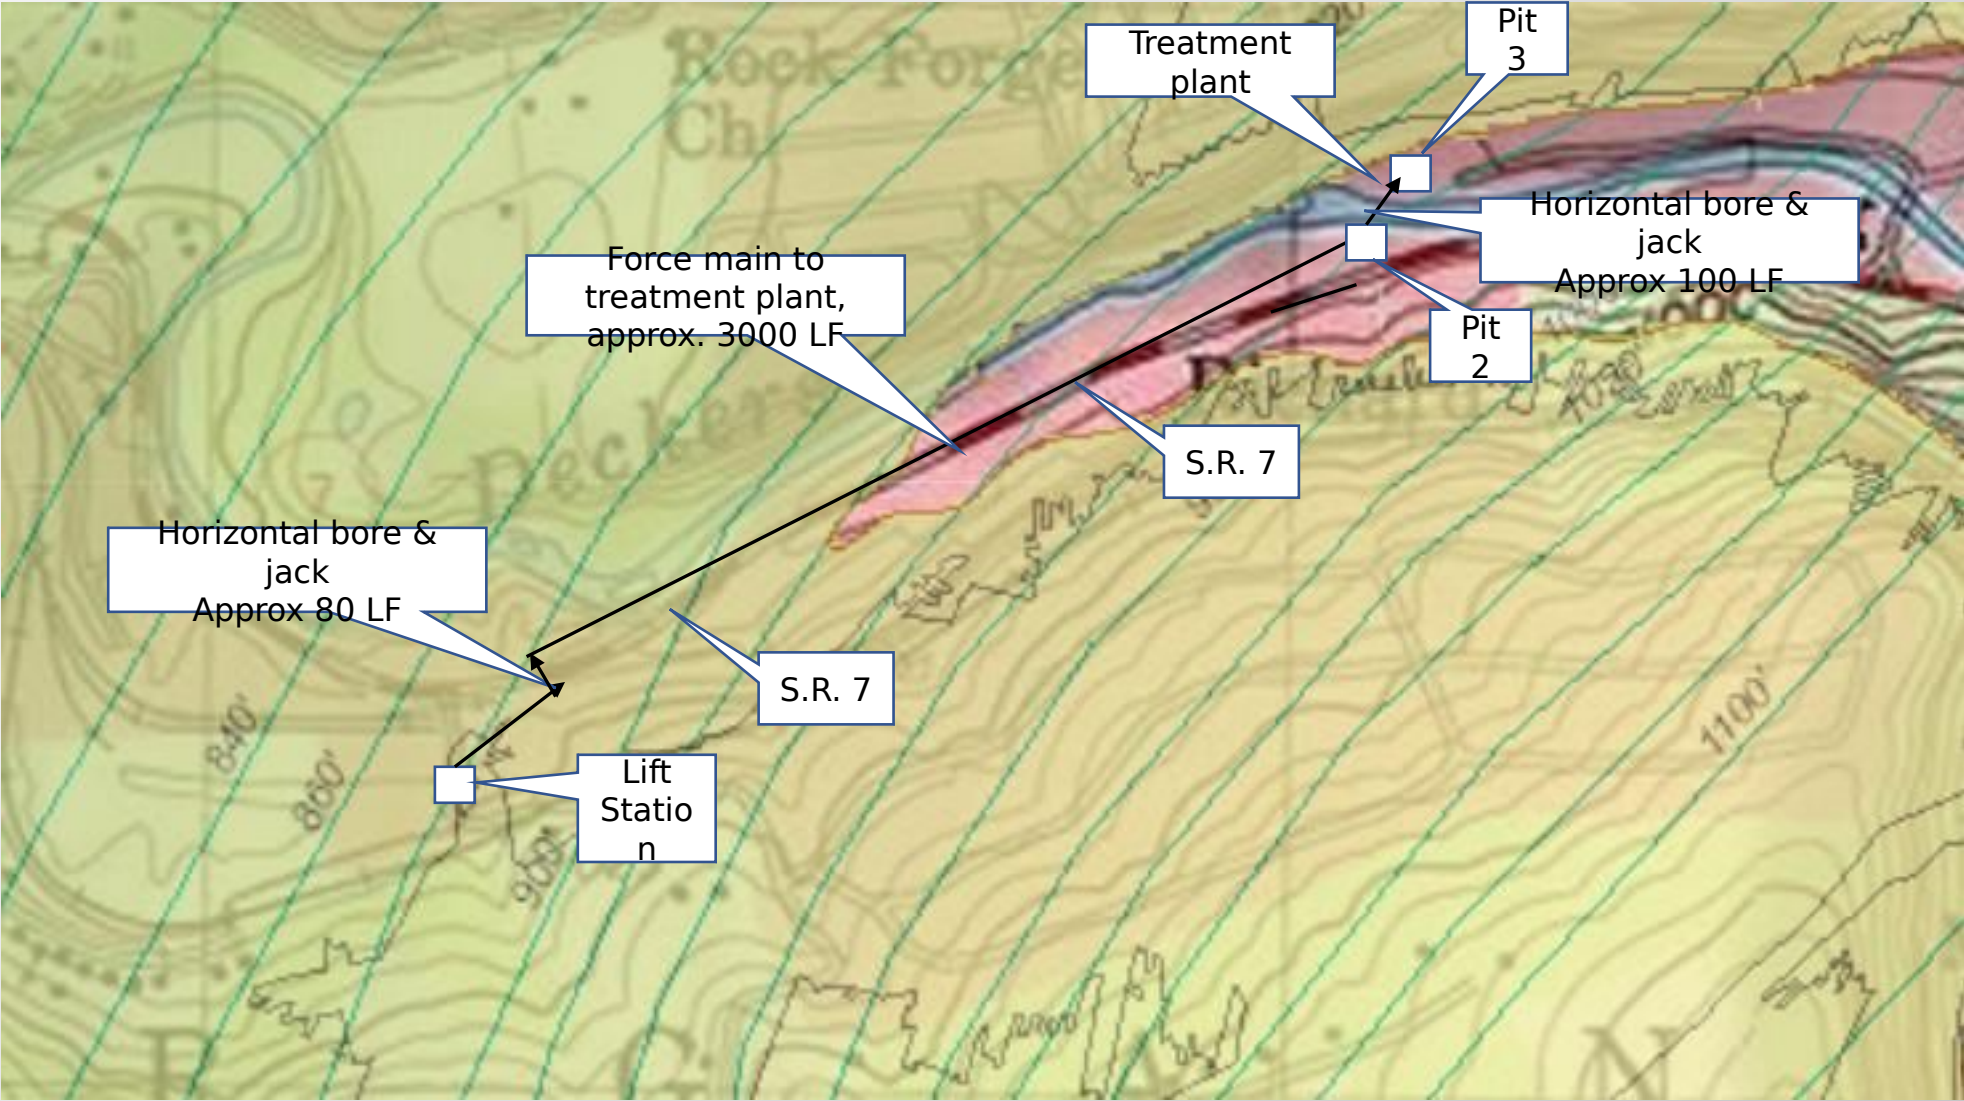 Rock Forge
Ch
Treatment
plant
Pit
3
Horizontal bore &
jack
Approx 100 LF
Force main to
treatment plant,
approx. 3000 LF
Pit
2
Deckers
S.R. 7
Horizontal bore &
jack
Approx 80 LF
S.R. 7
840'
860'
900'
1100'
Lift
Statio
n
N